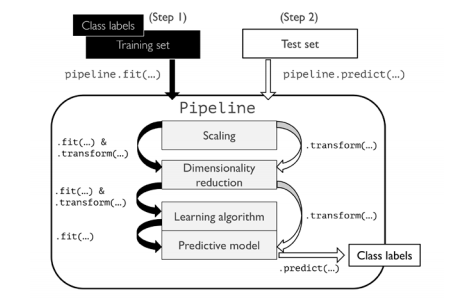 (Step 1)
(Step 2)
Class labels
Training set
Test set
pipeline.fit(…)
pipeline.predict(…)
Pipeline
Scaling
.fit(…) &
.transform(…)
.transform(…)
Dimensionality
reduction
.fit(…) &
.transform(…)
Learning algorithm
.transform(…)
.fit(…)
Predictive model
Class labels
.predict(…)